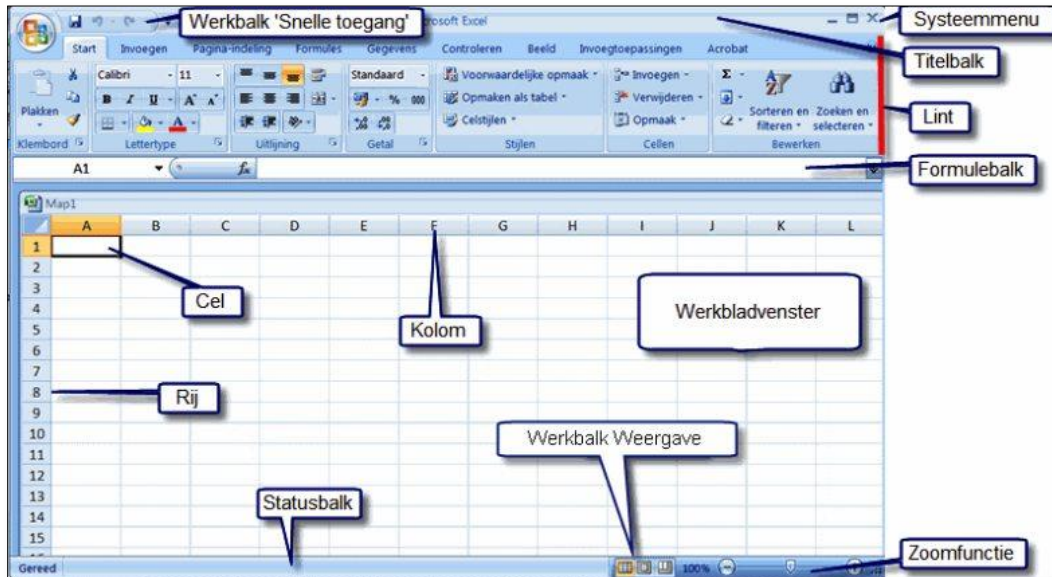 Werkbalk 'Snelle toegang'
rosoft Excel
Systeemmenu
Start Invoegen Pagina-indeling Formules Gegevens Controleren Beeld Invoegtoepassingen Acrobat
Titelbalk
Calibri 11 Standaard Voorwaardelijke opmaak Invoegen Σ
Plakken B I U A A % 000 Opmaken als tabel Verwijderen Sorteren en filteren Zoeken en selecteren
A Celstijlen Opmaak
Lint
Klembord Lettertype Uitlijning Getal Stijlen Cellen Bewerken
A1 fx
Formulebalk
Map1
A B C D E F G H I J K L
1
2
3
Cel
4
Werkbladvenster
5
Kolom
6
7
8
Rij
9
10
Werkbalk Weergave
11
12
13
Statusbalk
14
15
Zoomfunctie
Gereed 100%